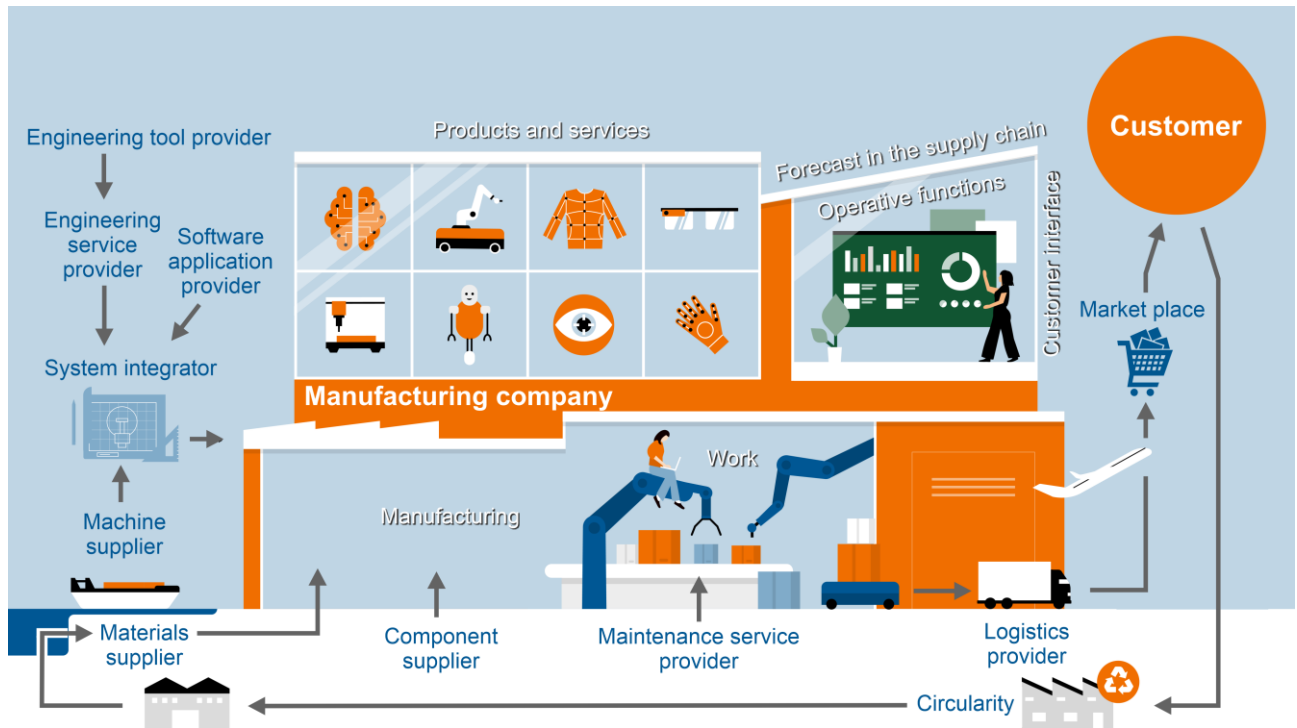 Customer
Products and services
Forecast in the supply chain
Operative functions
Customer interface
Engineering tool provider
Engineering
service
provider
Software
application
provider
System integrator
Market place
Manufacturing company
Work
Manufacturing
Machine
supplier
Materials
supplier
Component
supplier
Maintenance service
provider
Logistics
provider
Circularity